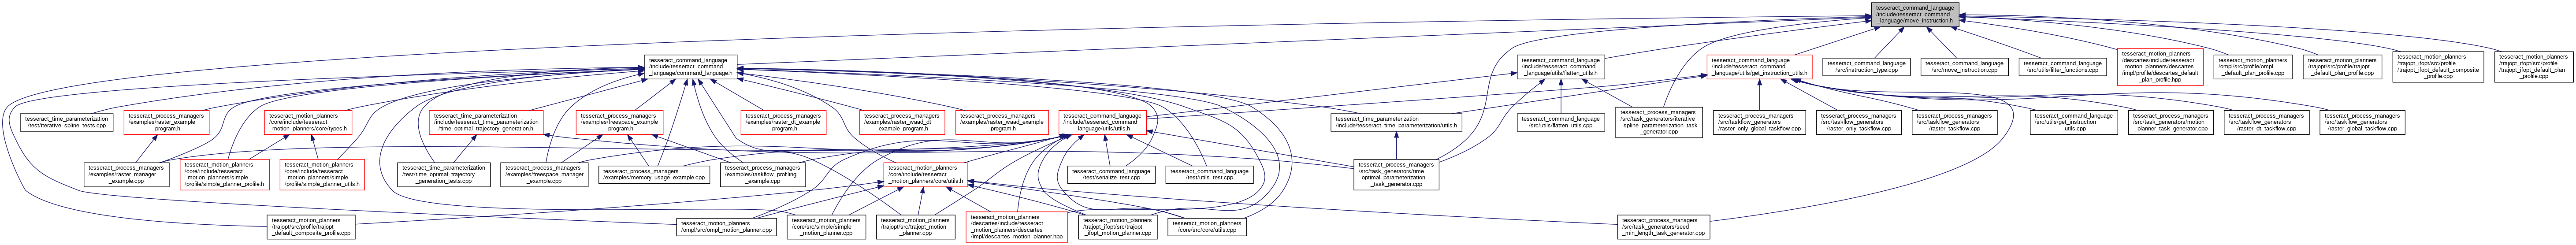 tesseract_command_language
/include/tesseract_command
_language/move_instruction.h
tesseract_command_language
/include/tesseract_command
_language/command_language.h
tesseract_command_language
/include/tesseract_command
_language/utils/flatten_utils.h
tesseract_command_language
/include/tesseract_command
_language/utils/get_instruction_utils.h
tesseract_command_language
/src/instruction_type.cpp
tesseract_command_language
/src/move_instruction.cpp
tesseract_command_language
/src/utils/filter_functions.cpp
tesseract_motion_planners
/descartes/include/tesseract
_motion_planners/descartes
/impl/profile/descartes_default
_plan_profile.hpp
tesseract_motion_planners
/ompl/src/profile/ompl
_default_plan_profile.cpp
tesseract_motion_planners
/trajopt/src/profile/trajopt
_default_plan_profile.cpp
tesseract_motion_planners
/trajopt_ifopt/src/profile
/trajopt_ifopt_default_composite
_profile.cpp
tesseract_motion_planners
/trajopt_ifopt/src/profile
/trajopt_ifopt_default_plan
_profile.cpp
tesseract_time_parameterization
/test/iterative_spline_tests.cpp
tesseract_process_managers
/examples/raster_example
_program.h
tesseract_motion_planners
/core/include/tesseract
_motion_planners/core/types.h
tesseract_time_parameterization
/include/tesseract_time_parameterization
/time_optimal_trajectory_generation.h
tesseract_process_managers
/examples/freespace_example
_program.h
tesseract_process_managers
/examples/raster_dt_example
_program.h
tesseract_process_managers
/examples/raster_waad_dt
_example_program.h
tesseract_process_managers
/examples/raster_waad_example
_program.h
tesseract_command_language
/include/tesseract_command
_language/utils/utils.h
tesseract_time_parameterization
/include/tesseract_time_parameterization/utils.h
tesseract_command_language
/src/utils/flatten_utils.cpp
tesseract_process_managers
/src/task_generators/iterative
_spline_parameterization_task
_generator.cpp
tesseract_process_managers
/src/taskflow_generators
/raster_only_global_taskflow.cpp
tesseract_process_managers
/src/taskflow_generators
/raster_only_taskflow.cpp
tesseract_process_managers
/src/taskflow_generators
/raster_taskflow.cpp
tesseract_command_language
/src/utils/get_instruction
_utils.cpp
tesseract_process_managers
/src/task_generators/motion
_planner_task_generator.cpp
tesseract_process_managers
/src/taskflow_generators
/raster_dt_taskflow.cpp
tesseract_process_managers
/src/taskflow_generators
/raster_global_taskflow.cpp
tesseract_process_managers
/examples/raster_manager
_example.cpp
tesseract_motion_planners
/core/include/tesseract
_motion_planners/simple
/profile/simple_planner_profile.h
tesseract_motion_planners
/core/include/tesseract
_motion_planners/simple
/profile/simple_planner_utils.h
tesseract_time_parameterization
/test/time_optimal_trajectory
_generation_tests.cpp
tesseract_process_managers
/examples/freespace_manager
_example.cpp
tesseract_process_managers
/examples/memory_usage_example.cpp
tesseract_process_managers
/examples/taskflow_profiling
_example.cpp
tesseract_motion_planners
/core/include/tesseract
_motion_planners/core/utils.h
tesseract_command_language
/test/serialize_test.cpp
tesseract_command_language
/test/utils_test.cpp
tesseract_process_managers
/src/task_generators/time
_optimal_parameterization
_task_generator.cpp
tesseract_motion_planners
/trajopt/src/profile/trajopt
_default_composite_profile.cpp
tesseract_motion_planners
/ompl/src/ompl_motion_planner.cpp
tesseract_motion_planners
/core/src/simple/simple
_motion_planner.cpp
tesseract_motion_planners
/trajopt/src/trajopt_motion
_planner.cpp
tesseract_motion_planners
/descartes/include/tesseract
_motion_planners/descartes
/impl/descartes_motion_planner.hpp
tesseract_motion_planners
/trajopt_ifopt/src/trajopt
_ifopt_motion_planner.cpp
tesseract_motion_planners
/core/src/core/utils.cpp
tesseract_process_managers
/src/task_generators/seed
_min_length_task_generator.cpp